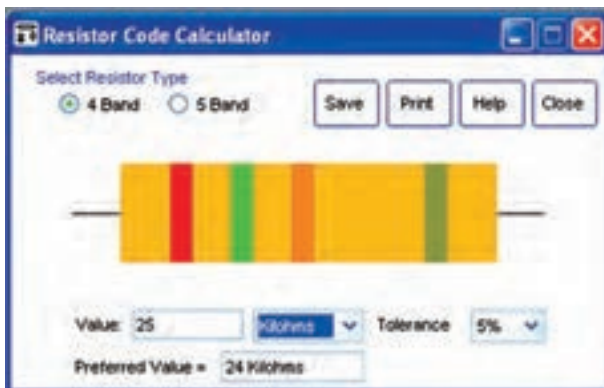 Resistor Code Calculator
Select Resistor Type
4 Band 5 Band Save Print Help Close
Value: 25 Kilohms Tolerance 5%
Preferred Value = 24 Kilohms